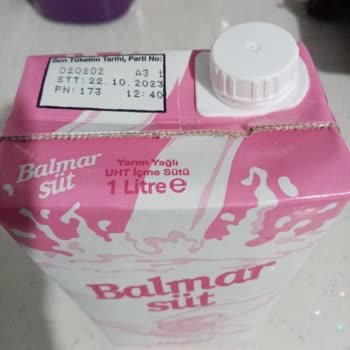 Son Tüketim Tarihi, Parti No:
020202 A3 1
STT: 22.10.2023
PN: 173 12:40
Balmar
süt
Yarım Yağlı
UHT İçme Sütü
1 Litre e
Balmar
süt